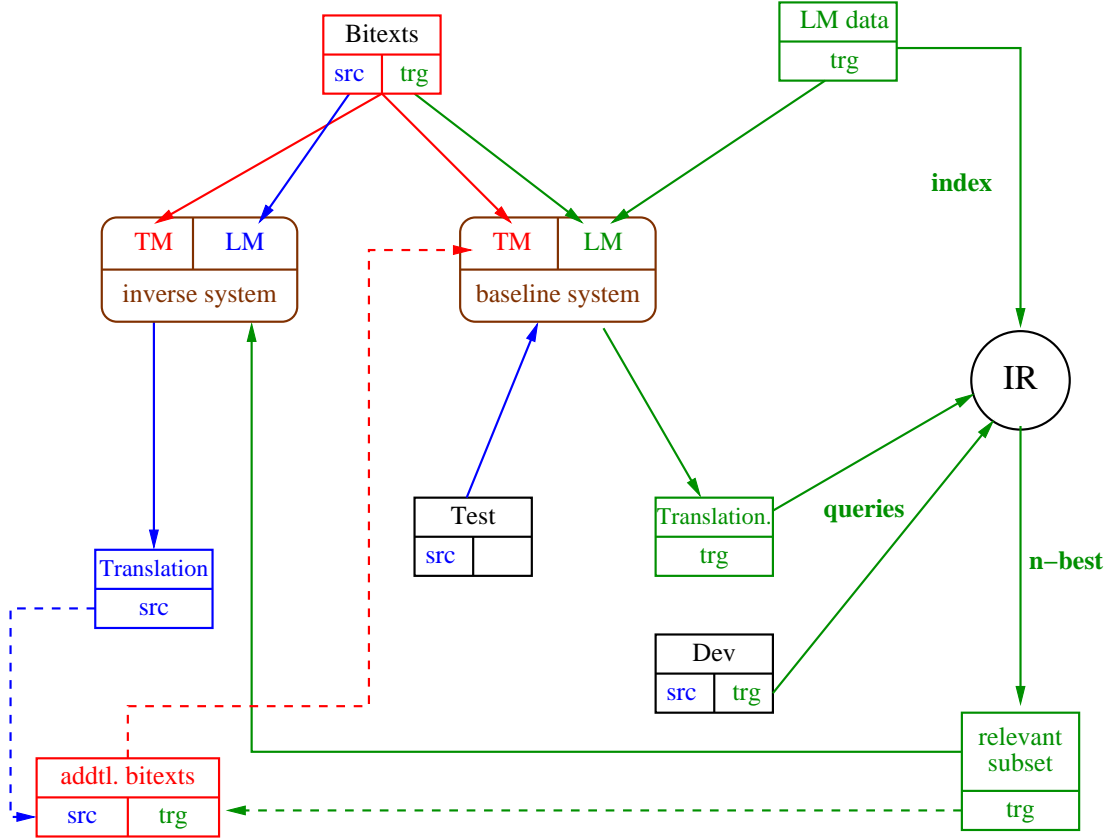 Bitexts
src trg
LM data
trg
index
TM LM
inverse system
TM LM
baseline system
IR
Test
src
Translation.
trg
queries
n−best
Translation
src
Dev
src trg
relevant
subset
trg
addtl. bitexts
src trg